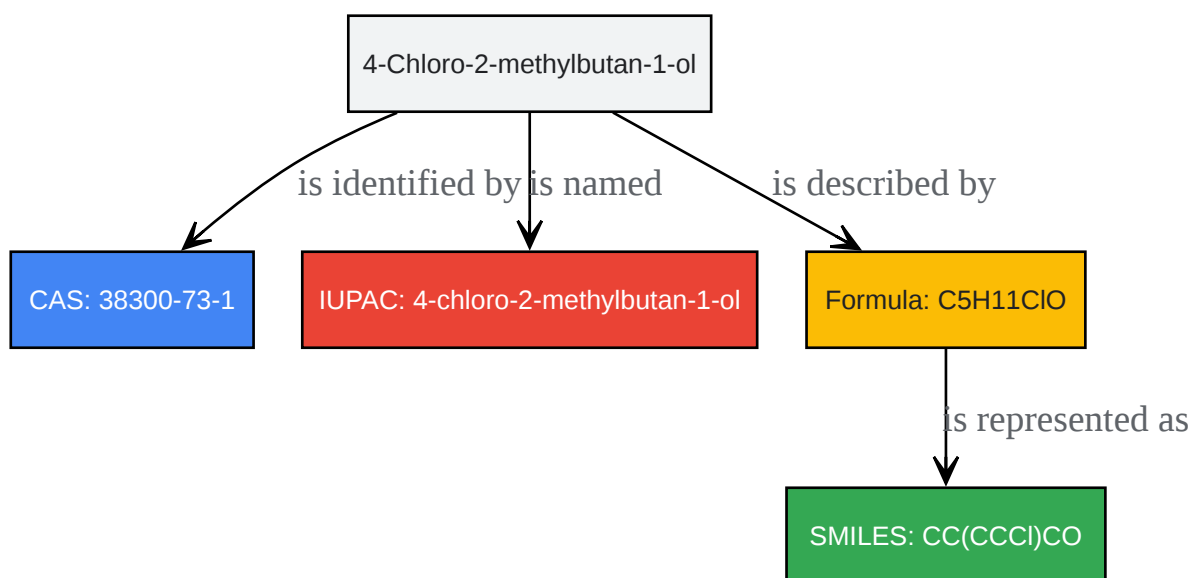 4-Chloro-2-methylbutan-1-ol
is identified by
is named
is described by
CAS: 38300-73-1
IUPAC: 4-chloro-2-methylbutan-1-ol
Formula: C5H11ClO
is represented as
SMILES: CC(CCCl)CO